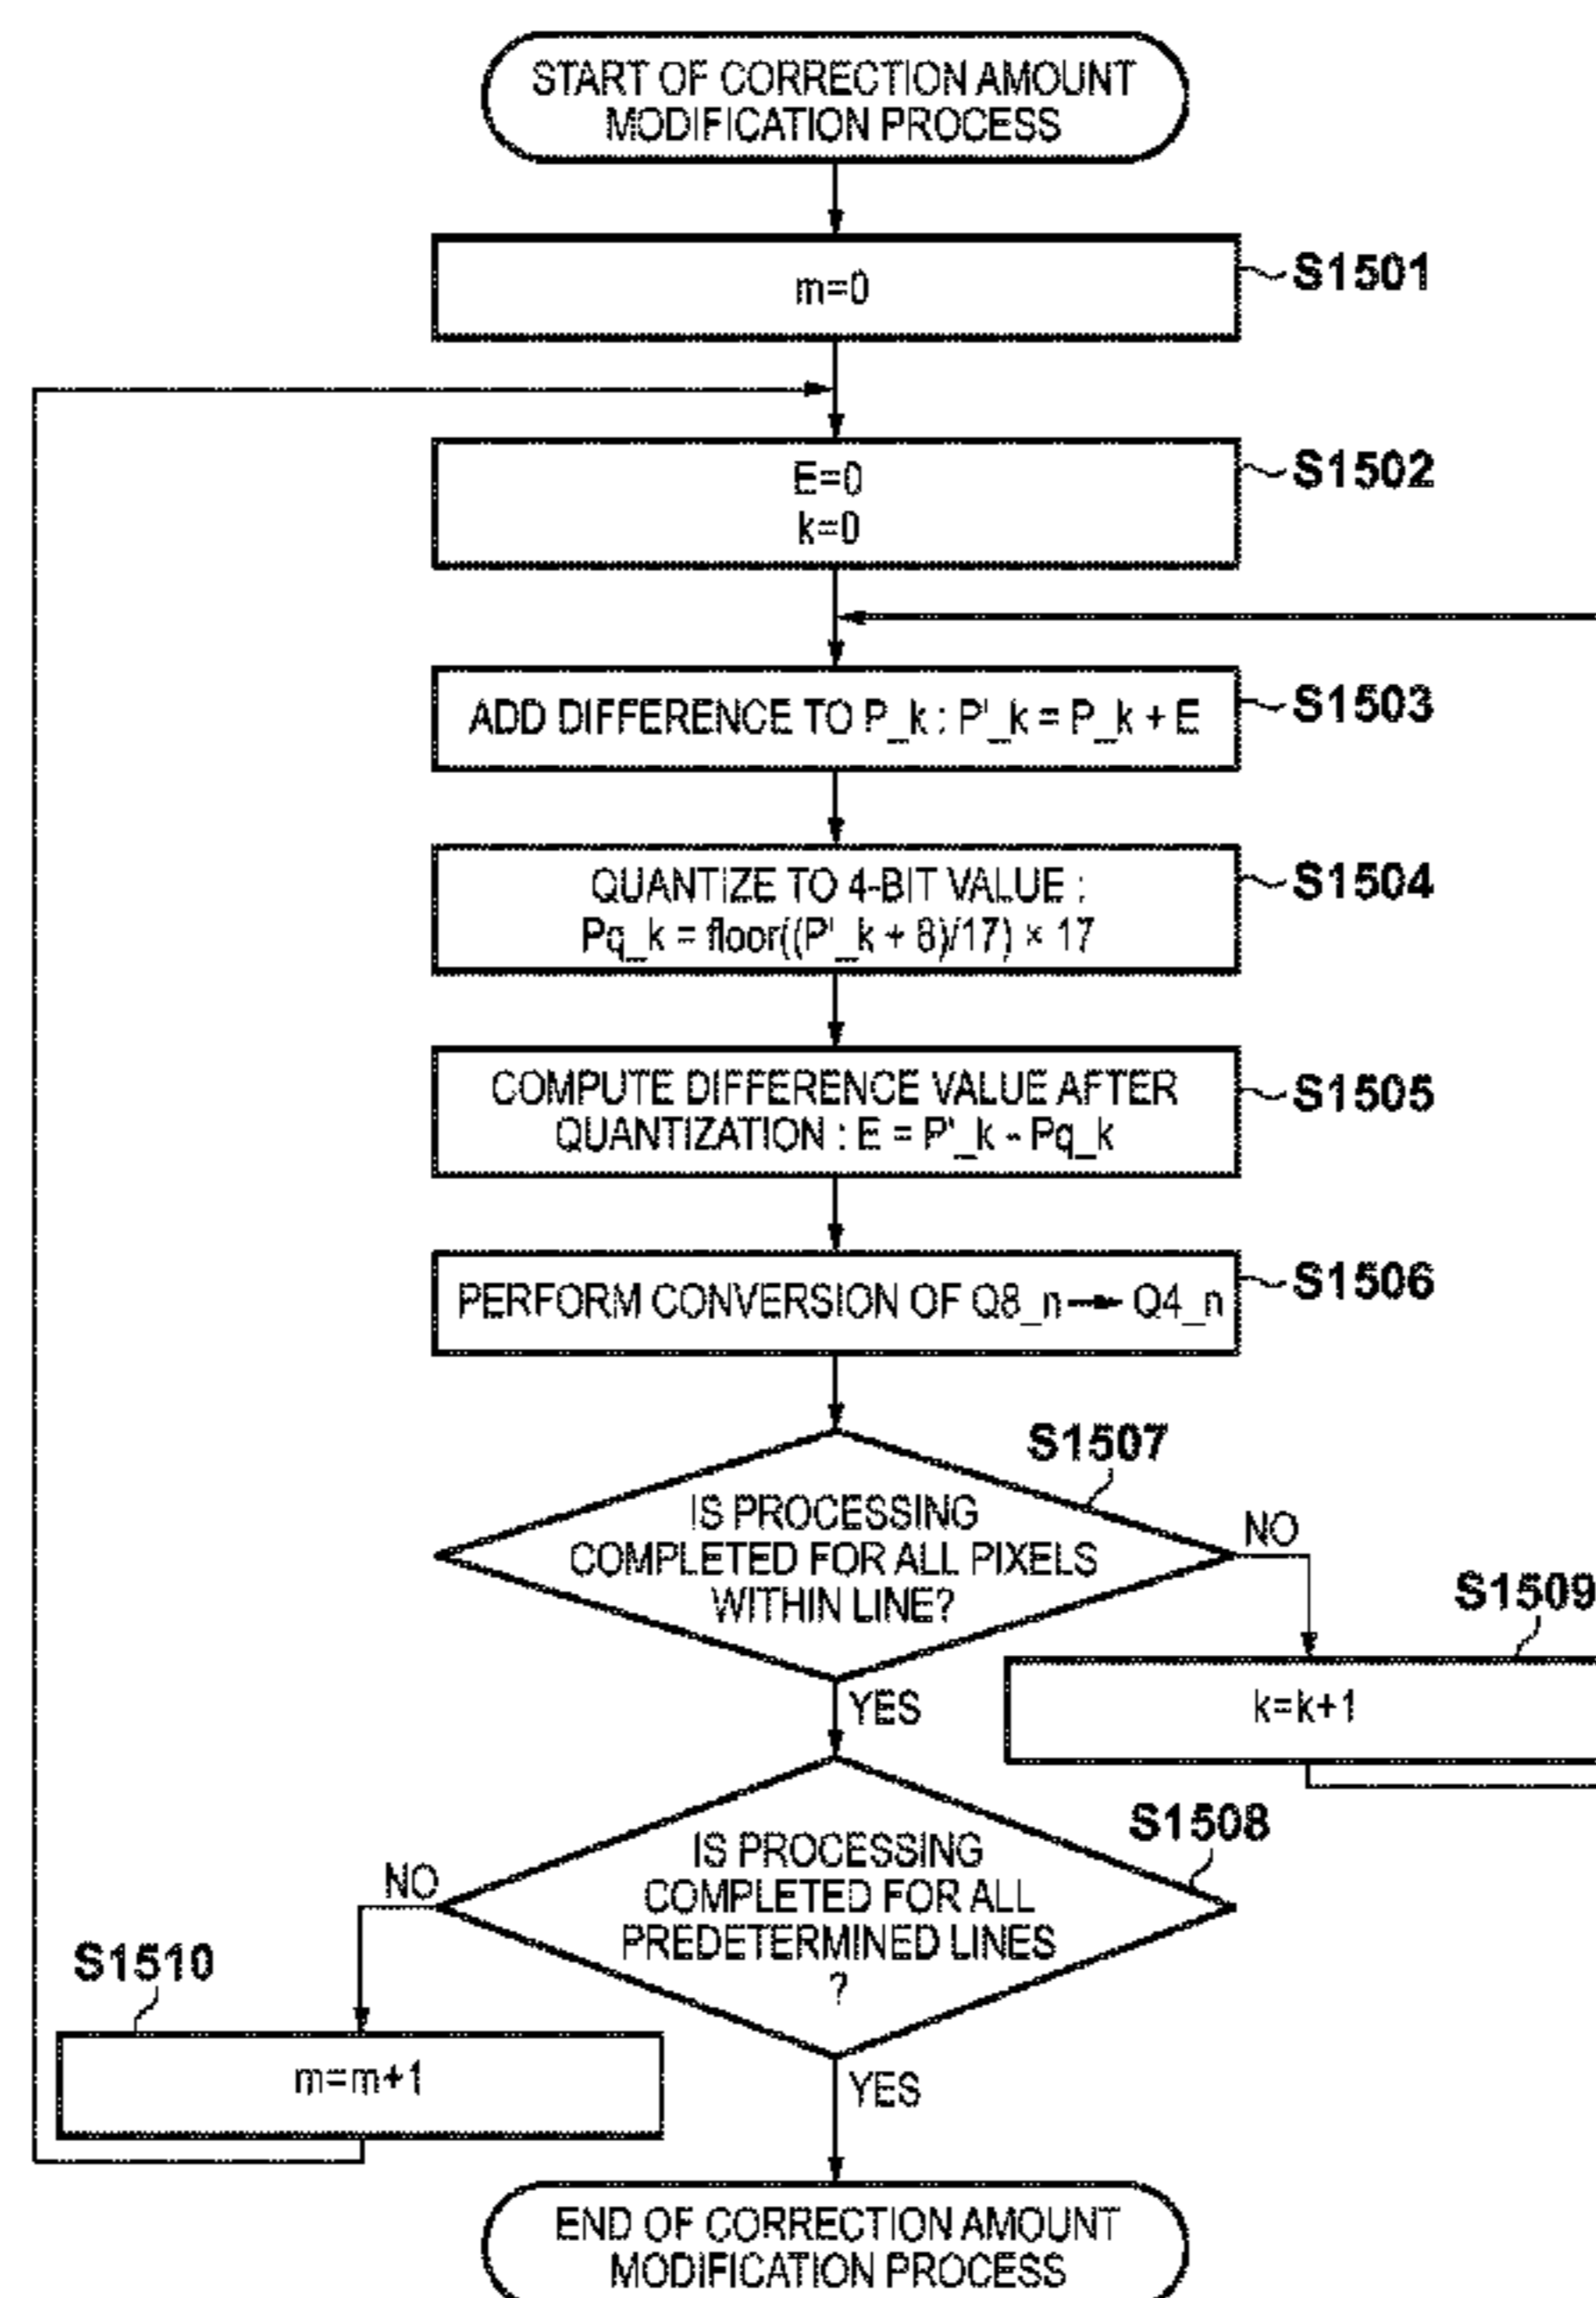 START OF CORRECTION AMOUNT
MODIFICATION PROCESS
m=0
S1501
E=0
k=0
S1502
ADD DIFFERENCE TO P_k : P'_k = P_k + E
S1503
QUANTIZE TO 4-BIT VALUE :
Pq_k = floor((P'_k + 8)/17) × 17
S1504
COMPUTE DIFFERENCE VALUE AFTER
QUANTIZATION : E = P'_k - Pq_k
S1505
PERFORM CONVERSION OF Q8_n → Q4_n
S1506
S1507
IS PROCESSING
COMPLETED FOR ALL PIXELS
WITHIN LINE?
NO
S1509
k=k+1
YES
S1508
IS PROCESSING
COMPLETED FOR ALL
PREDETERMINED LINES
?
NO
S1510
m=m+1
YES
END OF CORRECTION AMOUNT
MODIFICATION PROCESS